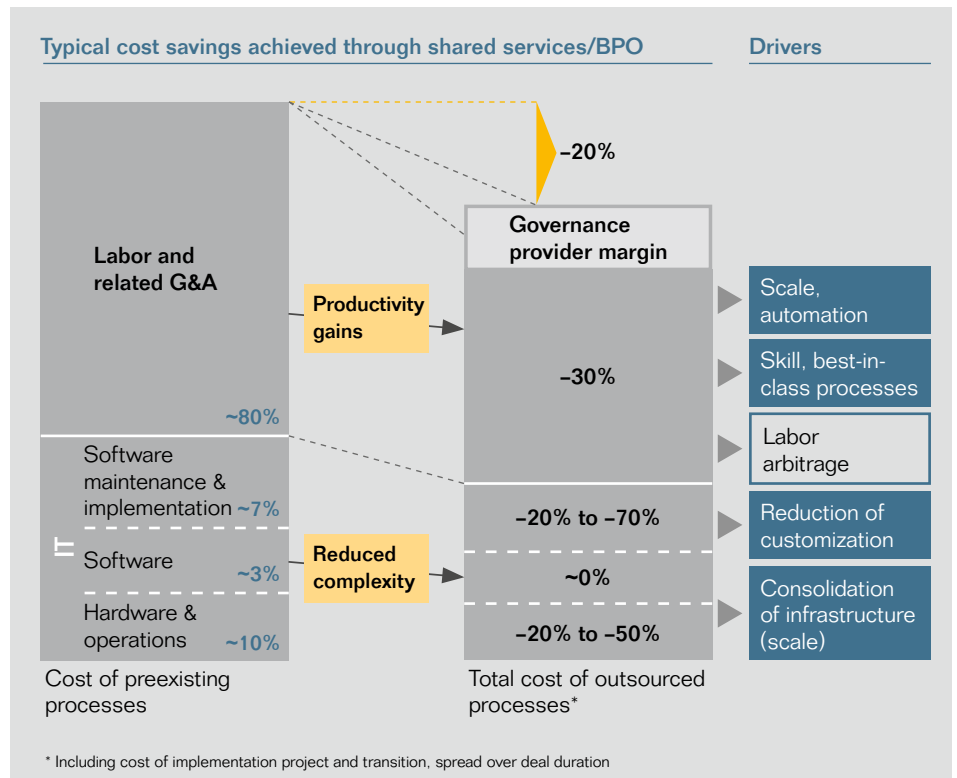 Typical cost savings achieved through shared services/BPO
Drivers
–20%
Governance
provider margin
Labor and
related G&A
~80%
Productivity
gains
–30%
Scale,
automation
Skill, best-in-
class processes
Labor
arbitrage
IT
Software
maintenance &
implementation ~7%
Software
~3%
Hardware &
operations ~10%
Reduced
complexity
–20% to –70%
~0%
–20% to –50%
Reduction of
customization
Consolidation
of infrastructure
(scale)
Cost of preexisting
processes
Total cost of outsourced
processes*
* Including cost of implementation project and transition, spread over deal duration